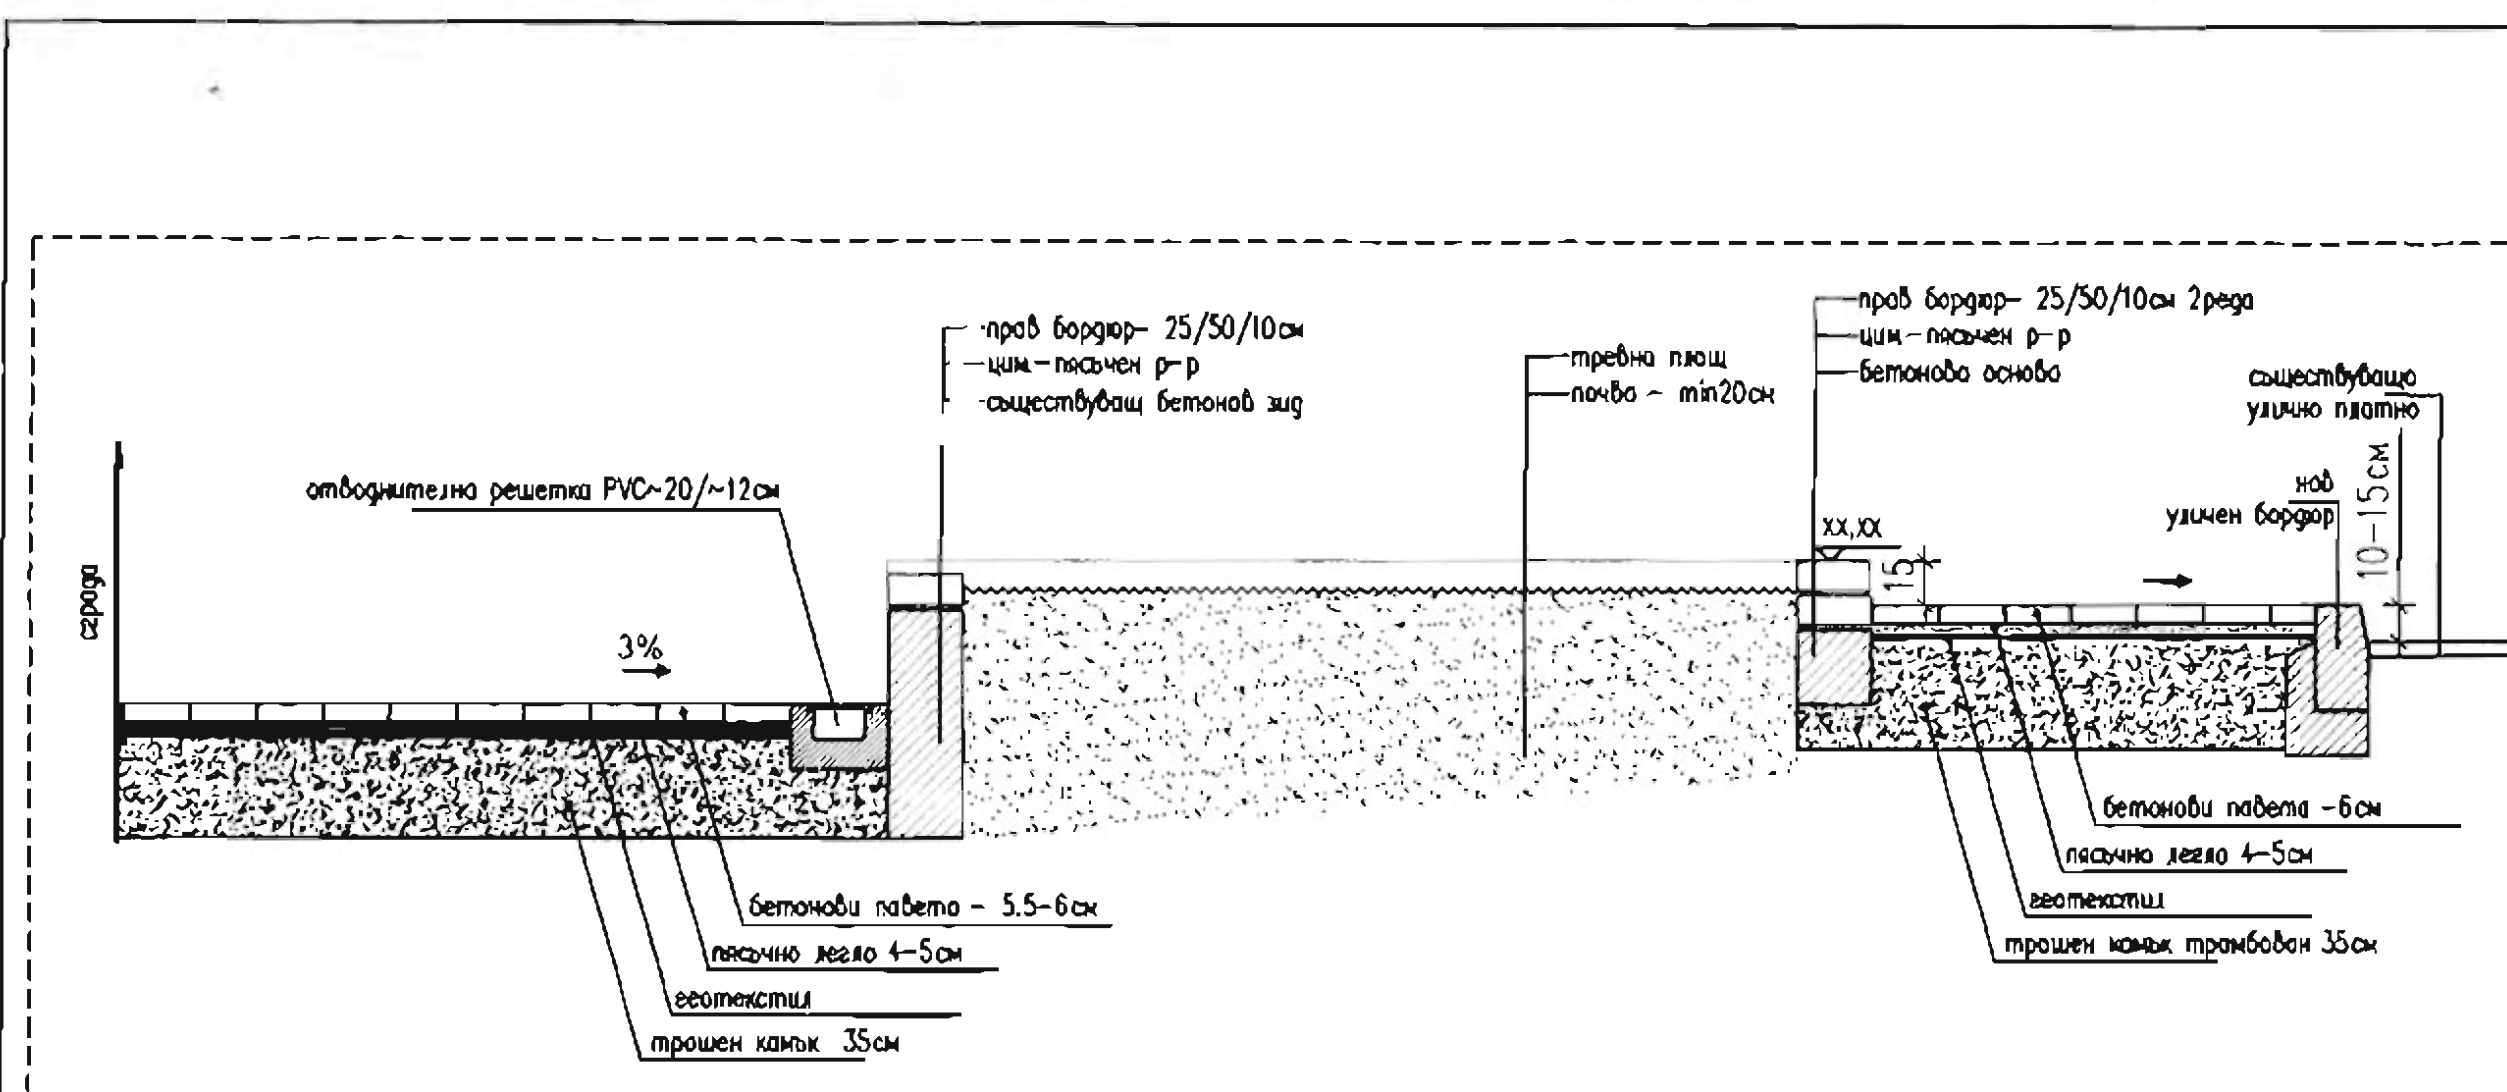 прав бордюр- 25/50/10см
цим-пясъчен р-р
съществуващ бетонов зид
тревна площ
почва - min20см
прав бордюр- 25/50/10см 2реда
цим-пясъчен р-р
бетонова основа
съществуващо
улично платно
отводнителна решетка PVC~20/~12см
нов
уличен бордюр
10-15см
XX,XX
15
сграда
3%
бетонови павета -6см
пясъчно легло 4-5см
геотекстил
трошен камък трамбован 35см
бетонови павета - 5.5-6см
пясъчно легло 4-5см
геотекстил
трошен камък 35см